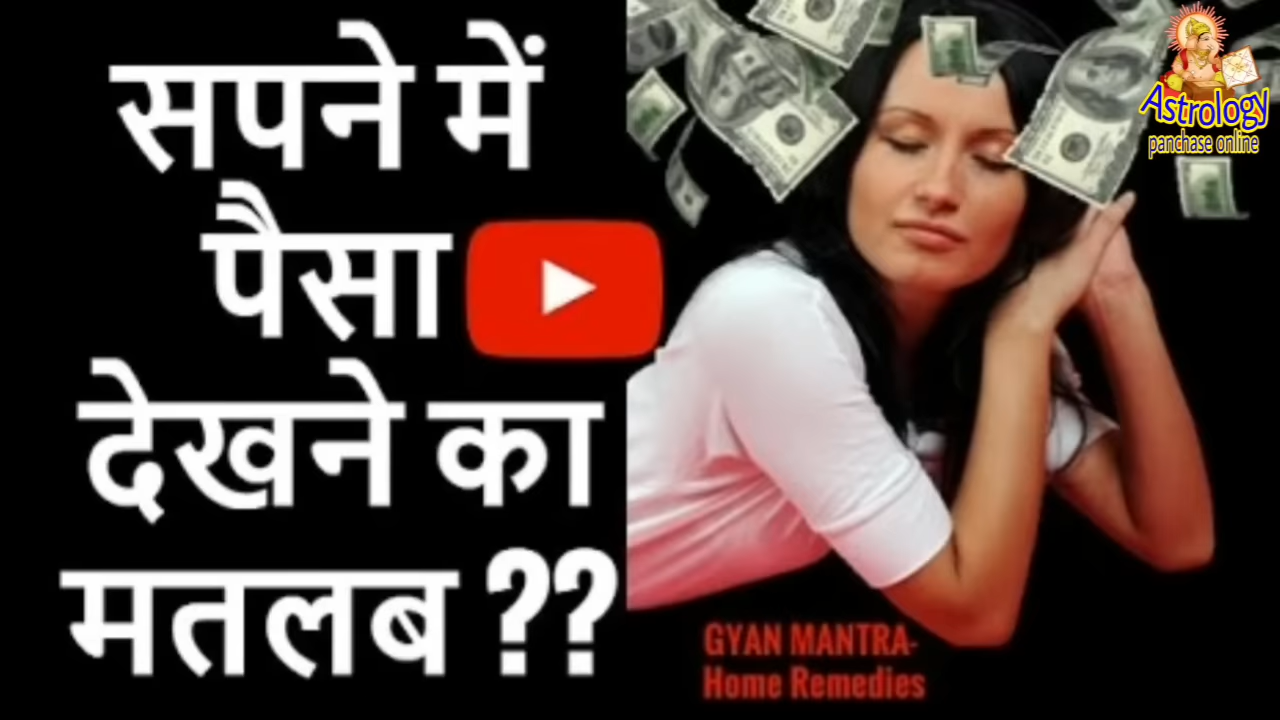 सपने में
पैसा
देखने का
मतलब ??
Astrology
panchase online
GYAN MANTRA-
Home Remedies